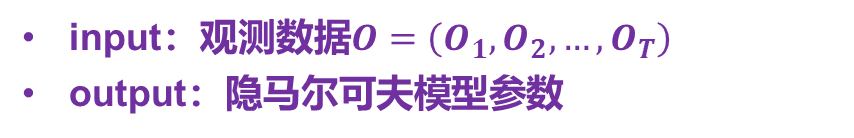 • input：观测数据O = (O₁, O₂, …, O_T)
• output：隐马尔可夫模型参数